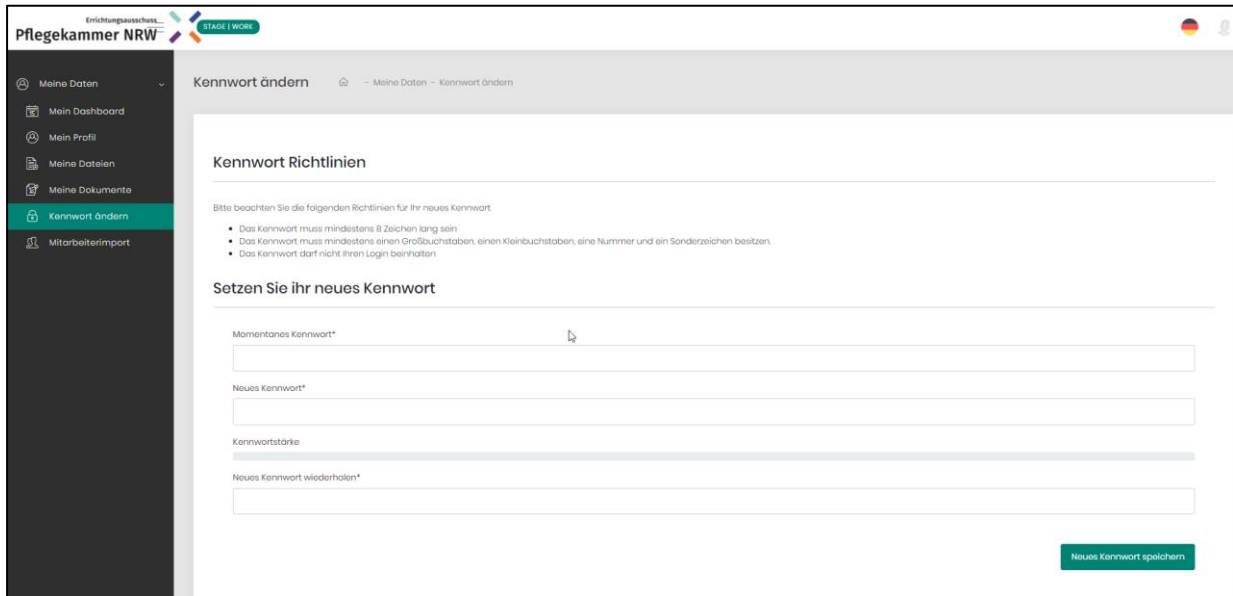 Errichtungsausschuss
Pflegekammer NRW
STAGE | WORK
Meine Daten
Mein Dashboard
Mein Profil
Meine Dateien
Meine Dokumente
Kennwort ändern
Mitarbeiterimport
Kennwort ändern - Meine Daten - Kennwort ändern
Kennwort Richtlinien
Bitte beachten Sie die folgenden Richtlinien für Ihr neues Kennwort
Das Kennwort muss mindestens 8 Zeichen lang sein
Das Kennwort muss mindestens einen Großbuchstaben, einen Kleinbuchstaben, eine Nummer und ein Sonderzeichen besitzen.
Das Kennwort darf nicht Ihren Login beinhalten
Setzen Sie ihr neues Kennwort
Momentanes Kennwort*
Neues Kennwort*
Kennwortstärke
Neues Kennwort wiederholen*
Neues Kennwort speichern